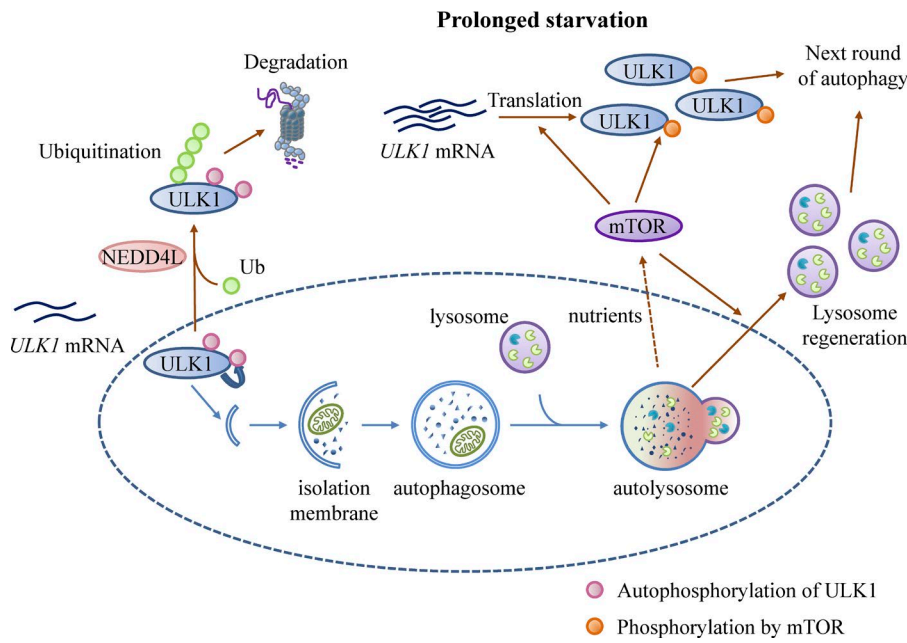 Prolonged starvation
Degradation
Ubiquitination
ULK1
NEDD4L
Ub
ULK1 mRNA
ULK1
Translation
ULK1 mRNA
ULK1
ULK1
ULK1
Next round
of autophagy
mTOR
Lysosome
regeneration
lysosome
nutrients
isolation
membrane
autophagosome
autolysosome
Autophosphorylation of ULK1
Phosphorylation by mTOR